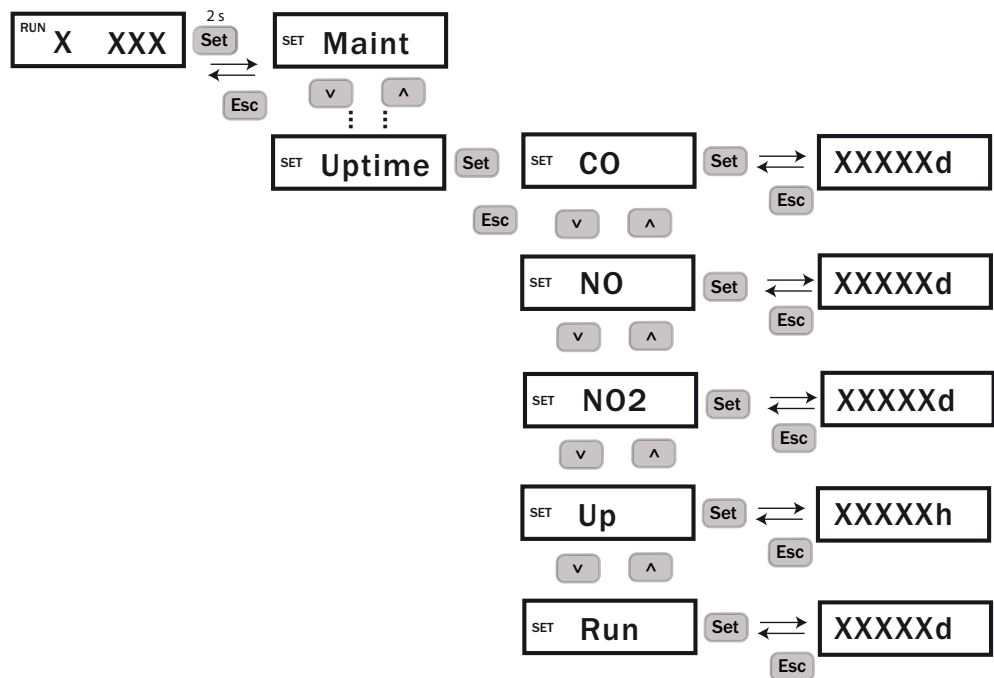 2 s
RUN X XXX Set SET Maint
Esc v ^
SET Uptime Set SET CO Set XXXXXd
Esc v ^ Esc
SET NO Set XXXXXd
v ^ Esc
SET NO2 Set XXXXXd
v ^ Esc
SET Up Set XXXXXh
v ^ Esc
SET Run Set XXXXXd
Esc